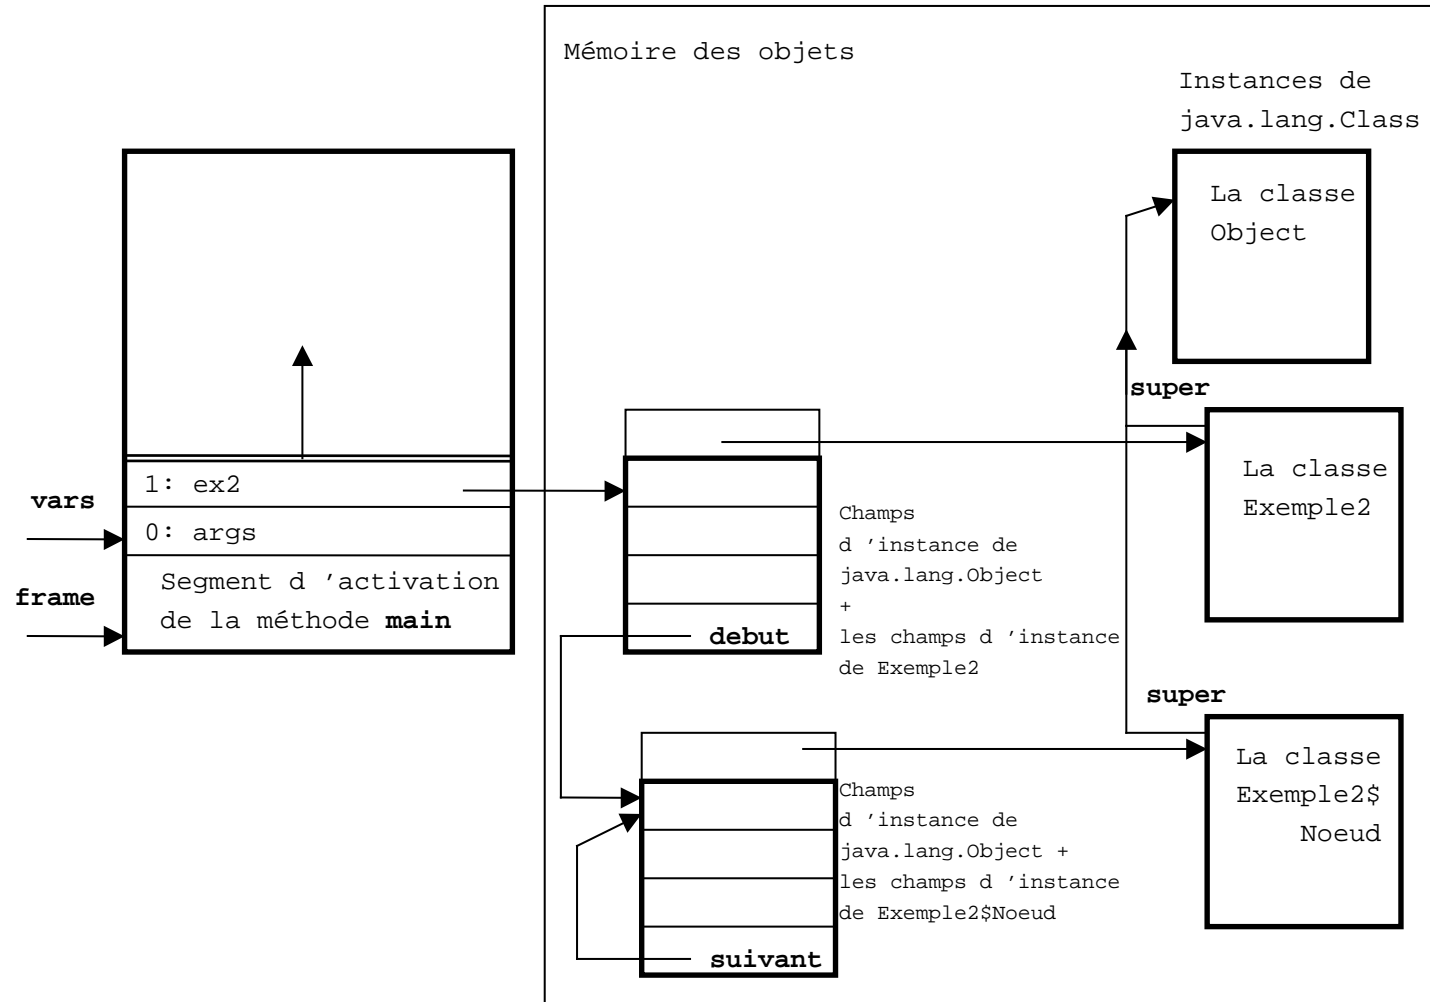 Mémoire des objets
Instances de
java.lang.Class
La classe
Object
super
La classe
Exemple2
1: ex2
vars
0: args
Segment d ’activation
frame
de la méthode main
Champs
d ’instance de
java.lang.Object
+
les champs d ’instance
de Exemple2
debut
super
La classe
Exemple2$
Noeud
Champs
d ’instance de
java.lang.Object +
les champs d ’instance
de Exemple2$Noeud
suivant